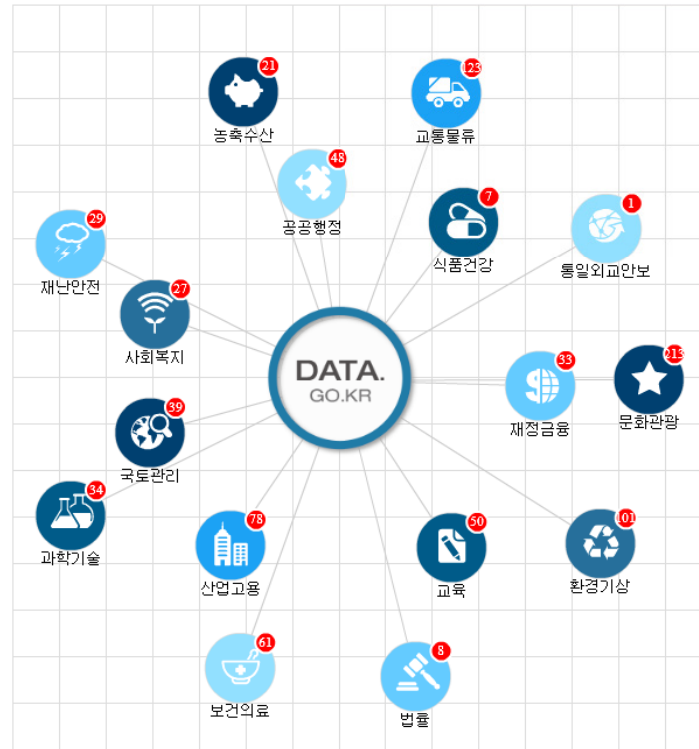 21
농축수산
123
교통물류
48
공공행정
7
식품건강
1
통일외교안보
29
재난안전
27
사회복지
DATA.
GO.KR
33
재정금융
213
문화관광
39
국토관리
34
과학기술
78
산업고용
50
교육
101
환경기상
61
보건의료
8
법률